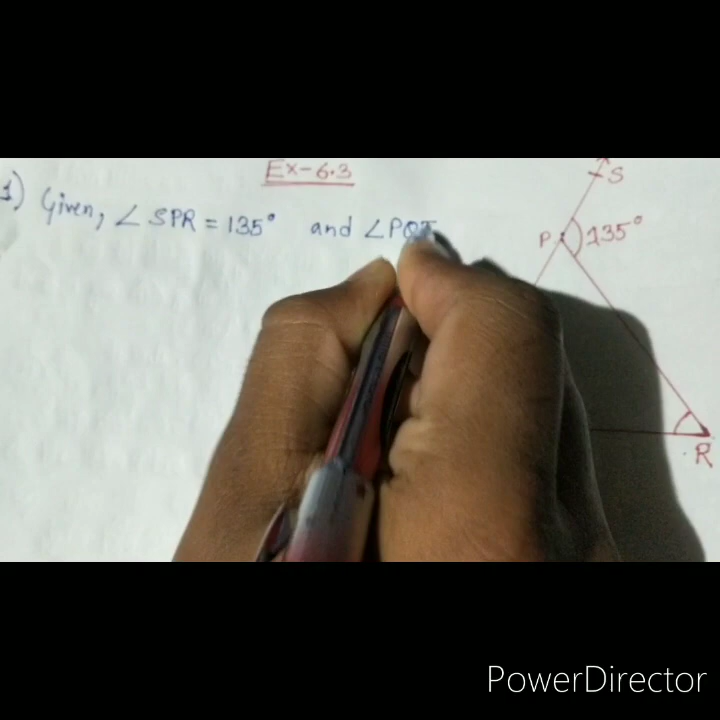 Ex-6.3
1) Given, ∠SPR = 135° and ∠PQT
S
P 135°
R
PowerDirector